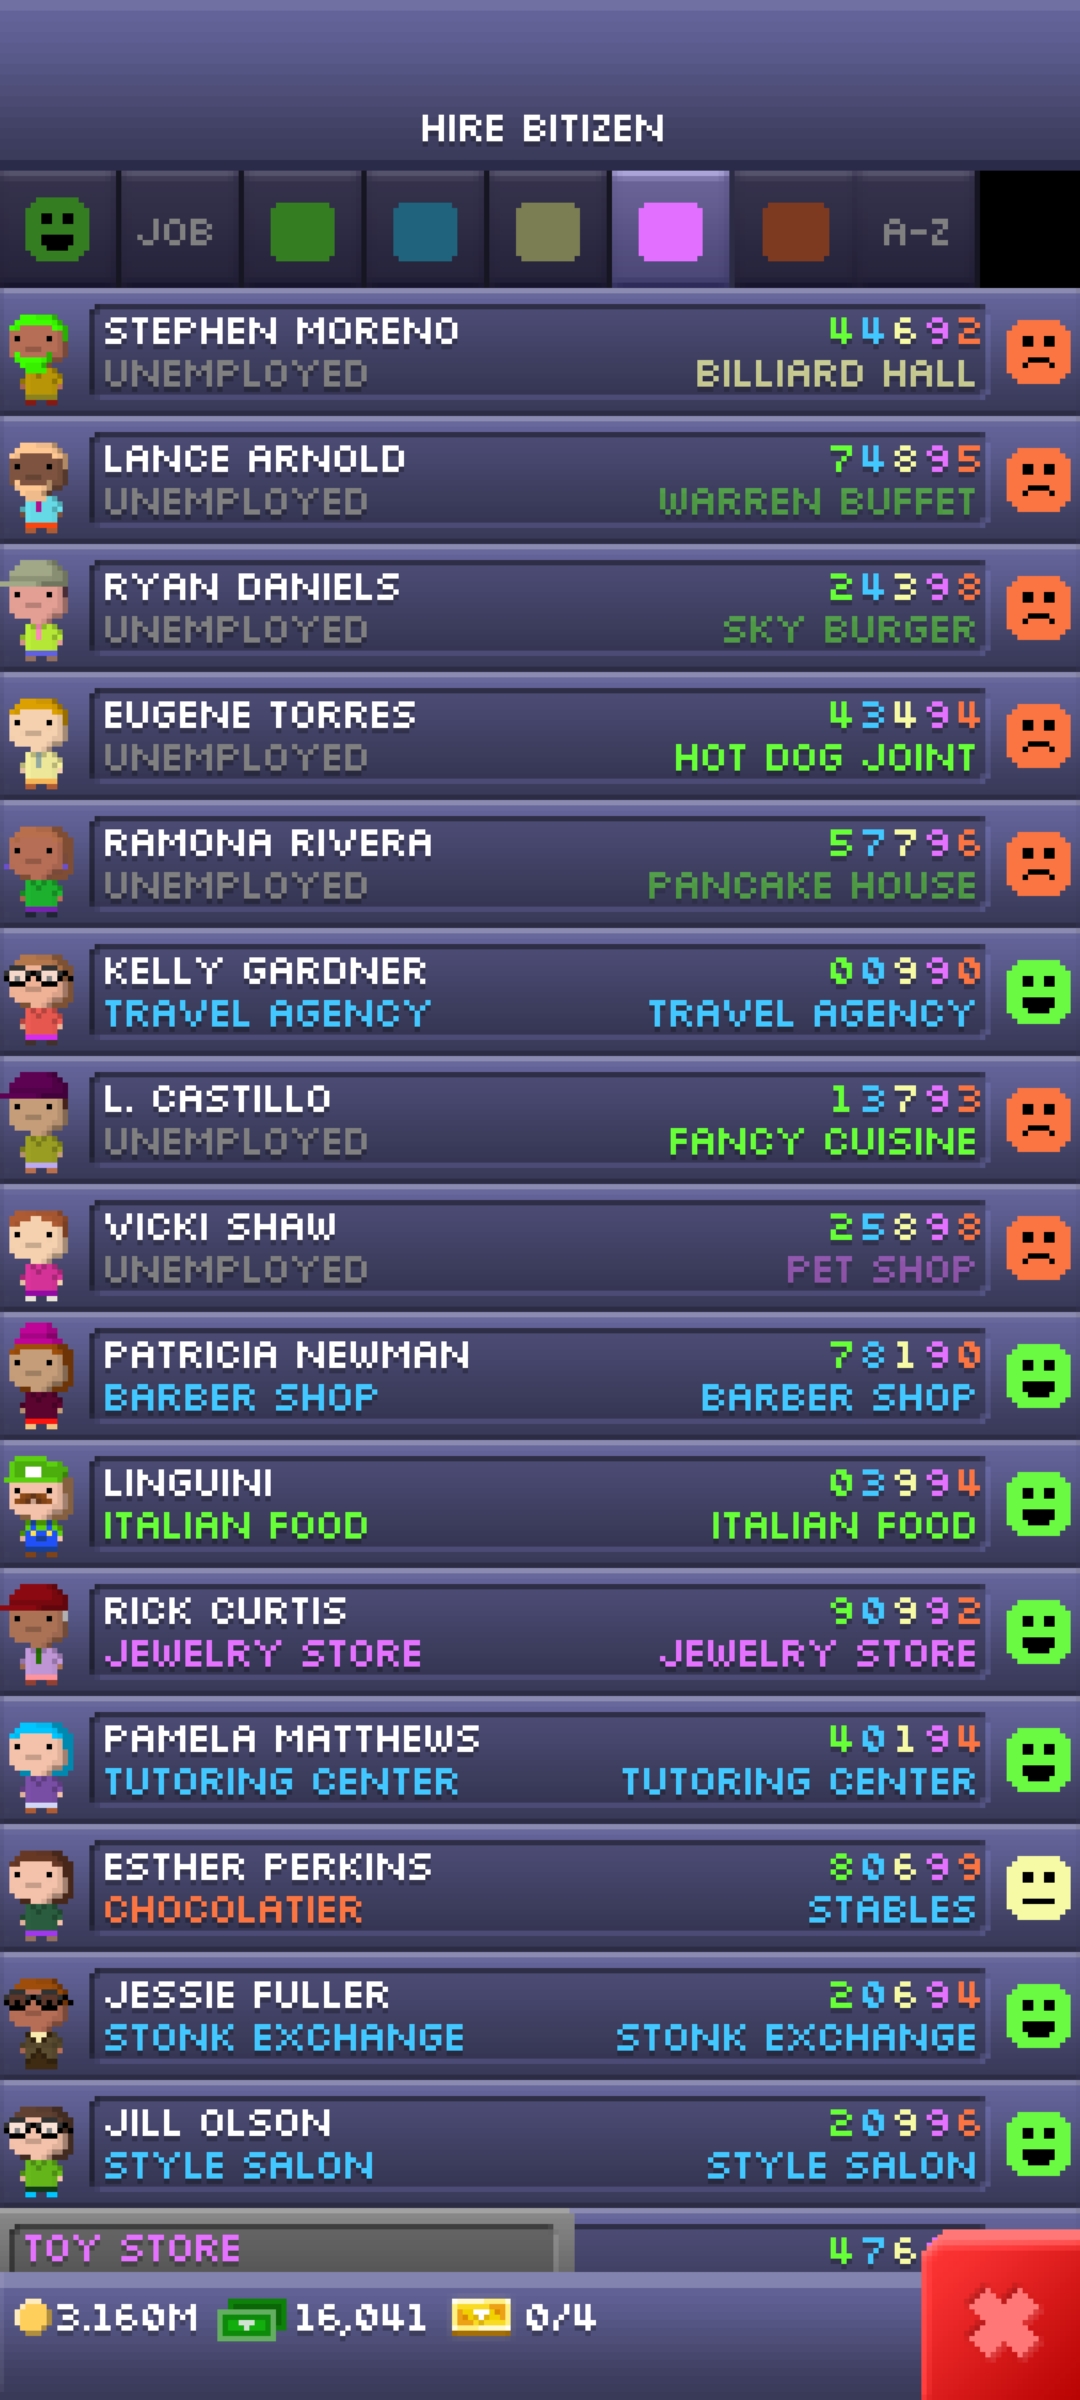 HIRE BITIZEN
JOB A-Z
STEPHEN MORENO 44692
UNEMPLOYED BILLIARD HALL
LANCE ARNOLD 74895
UNEMPLOYED WARREN BUFFET
RYAN DANIELS 24398
UNEMPLOYED SKY BURGER
EUGENE TORRES 43494
UNEMPLOYED HOT DOG JOINT
RAMONA RIVERA 57796
UNEMPLOYED PANCAKE HOUSE
KELLY GARDNER 00990
TRAVEL AGENCY TRAVEL AGENCY
L. CASTILLO 13793
UNEMPLOYED FANCY CUISINE
VICKI SHAW 25898
UNEMPLOYED PET SHOP
PATRICIA NEWMAN 78190
BARBER SHOP BARBER SHOP
LINGUINI 03994
ITALIAN FOOD ITALIAN FOOD
RICK CURTIS 90992
JEWELRY STORE JEWELRY STORE
PAMELA MATTHEWS 40194
TUTORING CENTER TUTORING CENTER
ESTHER PERKINS 80699
CHOCOLATIER STABLES
JESSIE FULLER 20694
STONK EXCHANGE STONK EXCHANGE
JILL OLSON 20996
STYLE SALON STYLE SALON
TOY STORE 476
3.160M 16,041 0/4